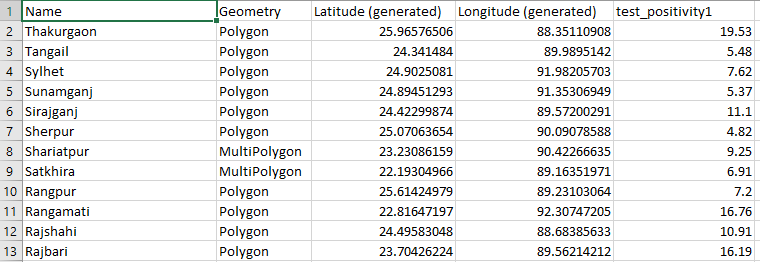 1 Name Geometry Latitude (generated) Longitude (generated) test_positivity1
2 Thakurgaon Polygon 25.96576506 88.35110908 19.53
3 Tangail Polygon 24.341484 89.9895142 5.48
4 Sylhet Polygon 24.9025081 91.98205703 7.62
5 Sunamganj Polygon 24.89451293 91.35306949 5.37
6 Sirajganj Polygon 24.42299874 89.57200291 11.1
7 Sherpur Polygon 25.07063654 90.09078588 4.82
8 Shariatpur MultiPolygon 23.23086159 90.42266635 9.25
9 Satkhira MultiPolygon 22.19304966 89.16351971 6.91
10 Rangpur Polygon 25.61424979 89.23103064 7.2
11 Rangamati Polygon 22.81647197 92.30747205 16.76
12 Rajshahi Polygon 24.49583048 88.68385633 10.91
13 Rajbari Polygon 23.70426224 89.56214212 16.19